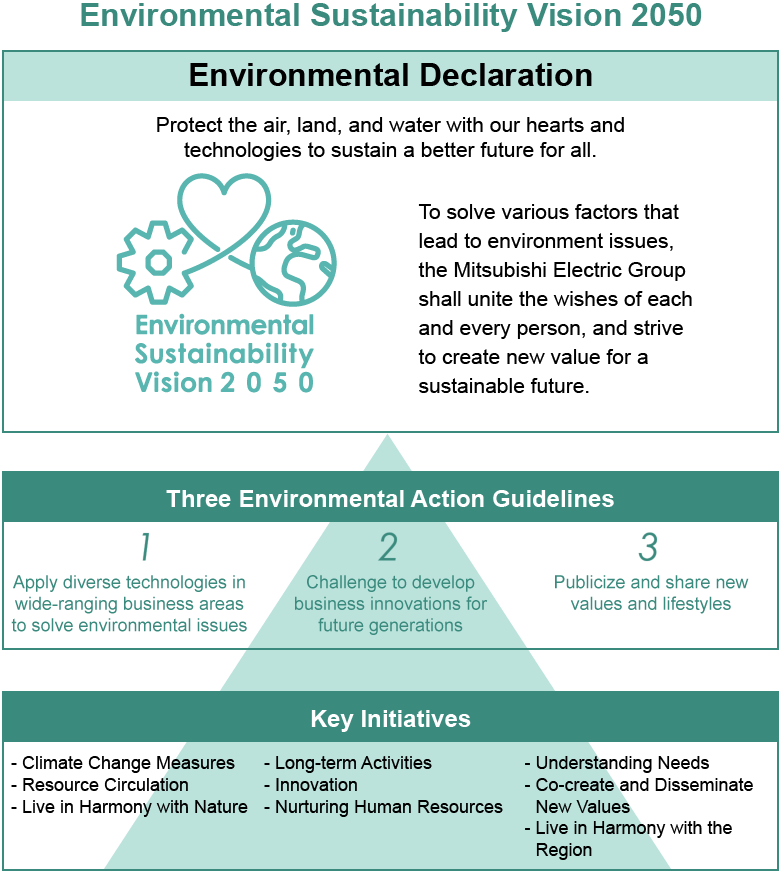 Environmental Sustainability Vision 2050
Environmental Declaration
Protect the air, land, and water with our hearts and
technologies to sustain a better future for all.
Environmental
Sustainability
Vision 2050
To solve various factors that
lead to environment issues,
the Mitsubishi Electric Group
shall unite the wishes of each
and every person, and strive
to create new value for a
sustainable future.
Three Environmental Action Guidelines
1
Apply diverse technologies in
wide-ranging business areas
to solve environmental issues
2
Challenge to develop
business innovations for
future generations
3
Publicize and share new
values and lifestyles
Key Initiatives
- Climate Change Measures
- Resource Circulation
- Live in Harmony with Nature
- Long-term Activities
- Innovation
- Nurturing Human Resources
- Understanding Needs
- Co-create and Disseminate
New Values
- Live in Harmony with the
Region